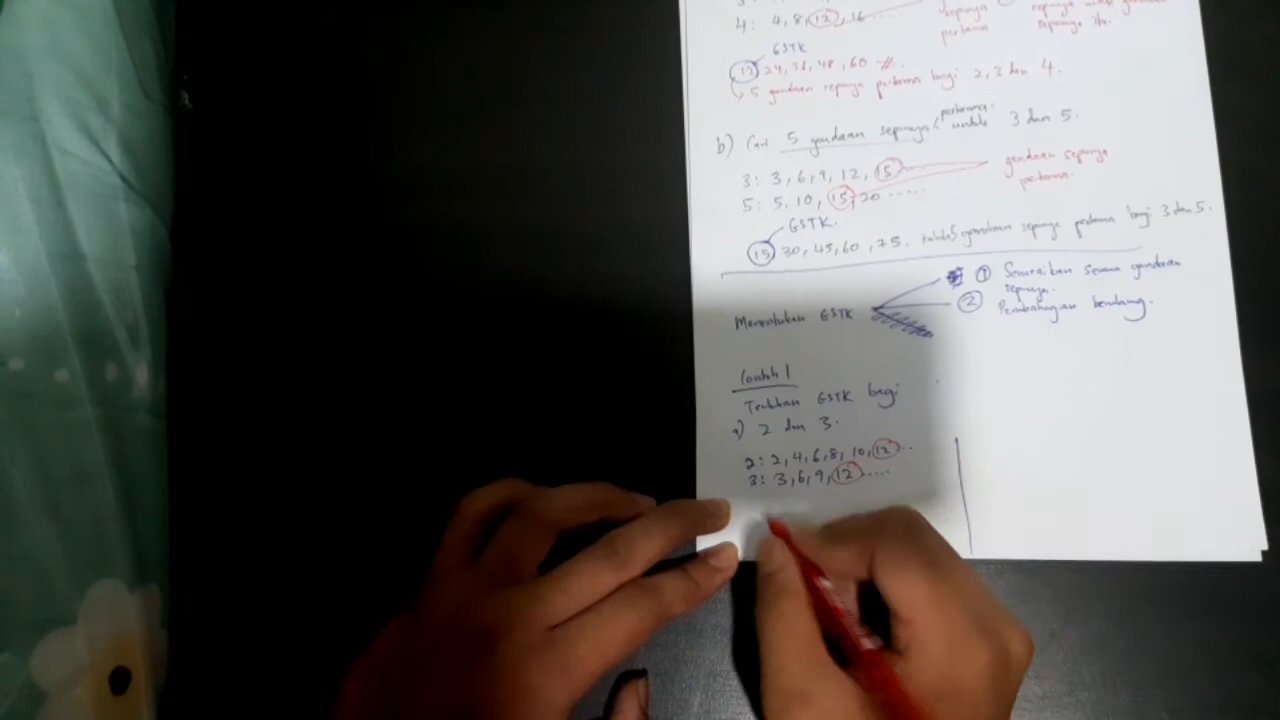 4: 4, 8, 12, 16 ......
pertama
sepunya itu.
GSTK
12, 24, 36, 48, 60 #.
↳ 5 gandaan sepunya pertama bagi 2, 3 dan 4.
b) Cari 5 gandaan sepunya pertama untuk 3 dan 5.
3: 3, 6, 9, 12, 15
5: 5, 10, 15, 20 .....
gandaan sepunya
pertama.
GSTK.
15, 30, 45, 60, 75. gandaan sepunya pertama bagi 3 dan 5.
Menentukan GSTK
① Senaraikan semua gandaan
sepunya.
② Pembahagian berulang.
Contoh 1
Tentukan GSTK bagi
a) 2 dan 3.
2: 2, 4, 6, 8, 10, 12 ..
3: 3, 6, 9, 12 .....